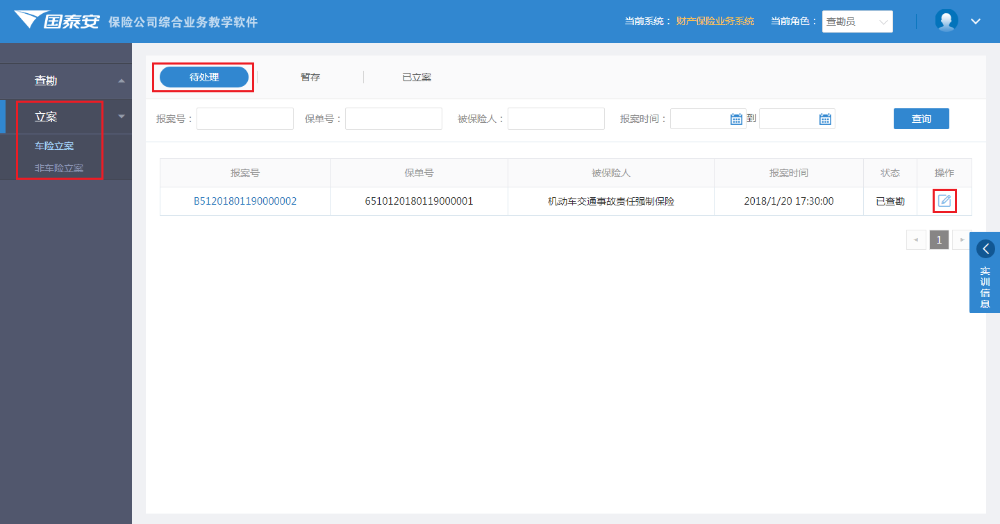 国泰安 保险公司综合业务教学软件
当前系统： 财产保险业务系统 当前角色： 查勘员
查勘
立案
车险立案
非车险立案
待处理 暂存 已立案
报案号： 保单号： 被保险人： 报案时间： 到 查询
报案号 保单号 被保险人 报案时间 状态 操作
B51201801190000002 6510120180119000001 机动车交通事故责任强制保险 2018/1/20 17:30:00 已查勘
1
实训信息